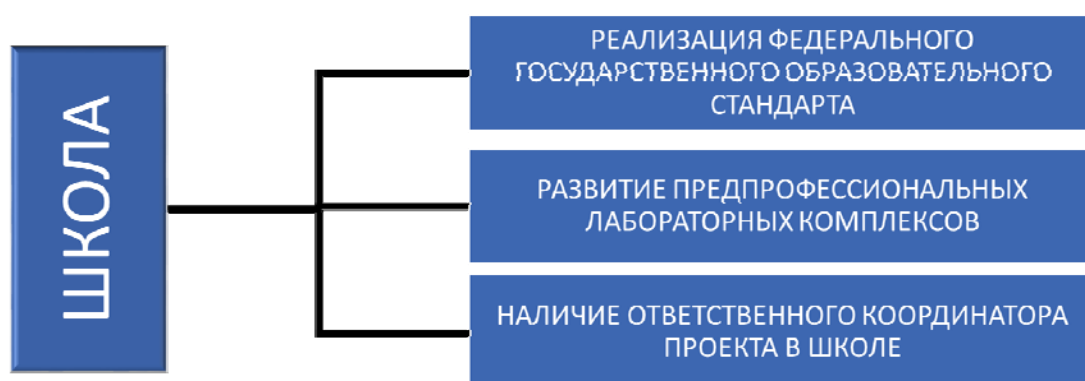 ШКОЛА
РЕАЛИЗАЦИЯ ФЕДЕРАЛЬНОГО
ГОСУДАРСТВЕННОГО ОБРАЗОВАТЕЛЬНОГО
СТАНДАРТА
РАЗВИТИЕ ПРЕДПРОФЕССИОНАЛЬНЫХ
ЛАБОРАТОРНЫХ КОМПЛЕКСОВ
НАЛИЧИЕ ОТВЕТСТВЕННОГО КООРДИНАТОРА
ПРОЕКТА В ШКОЛЕ